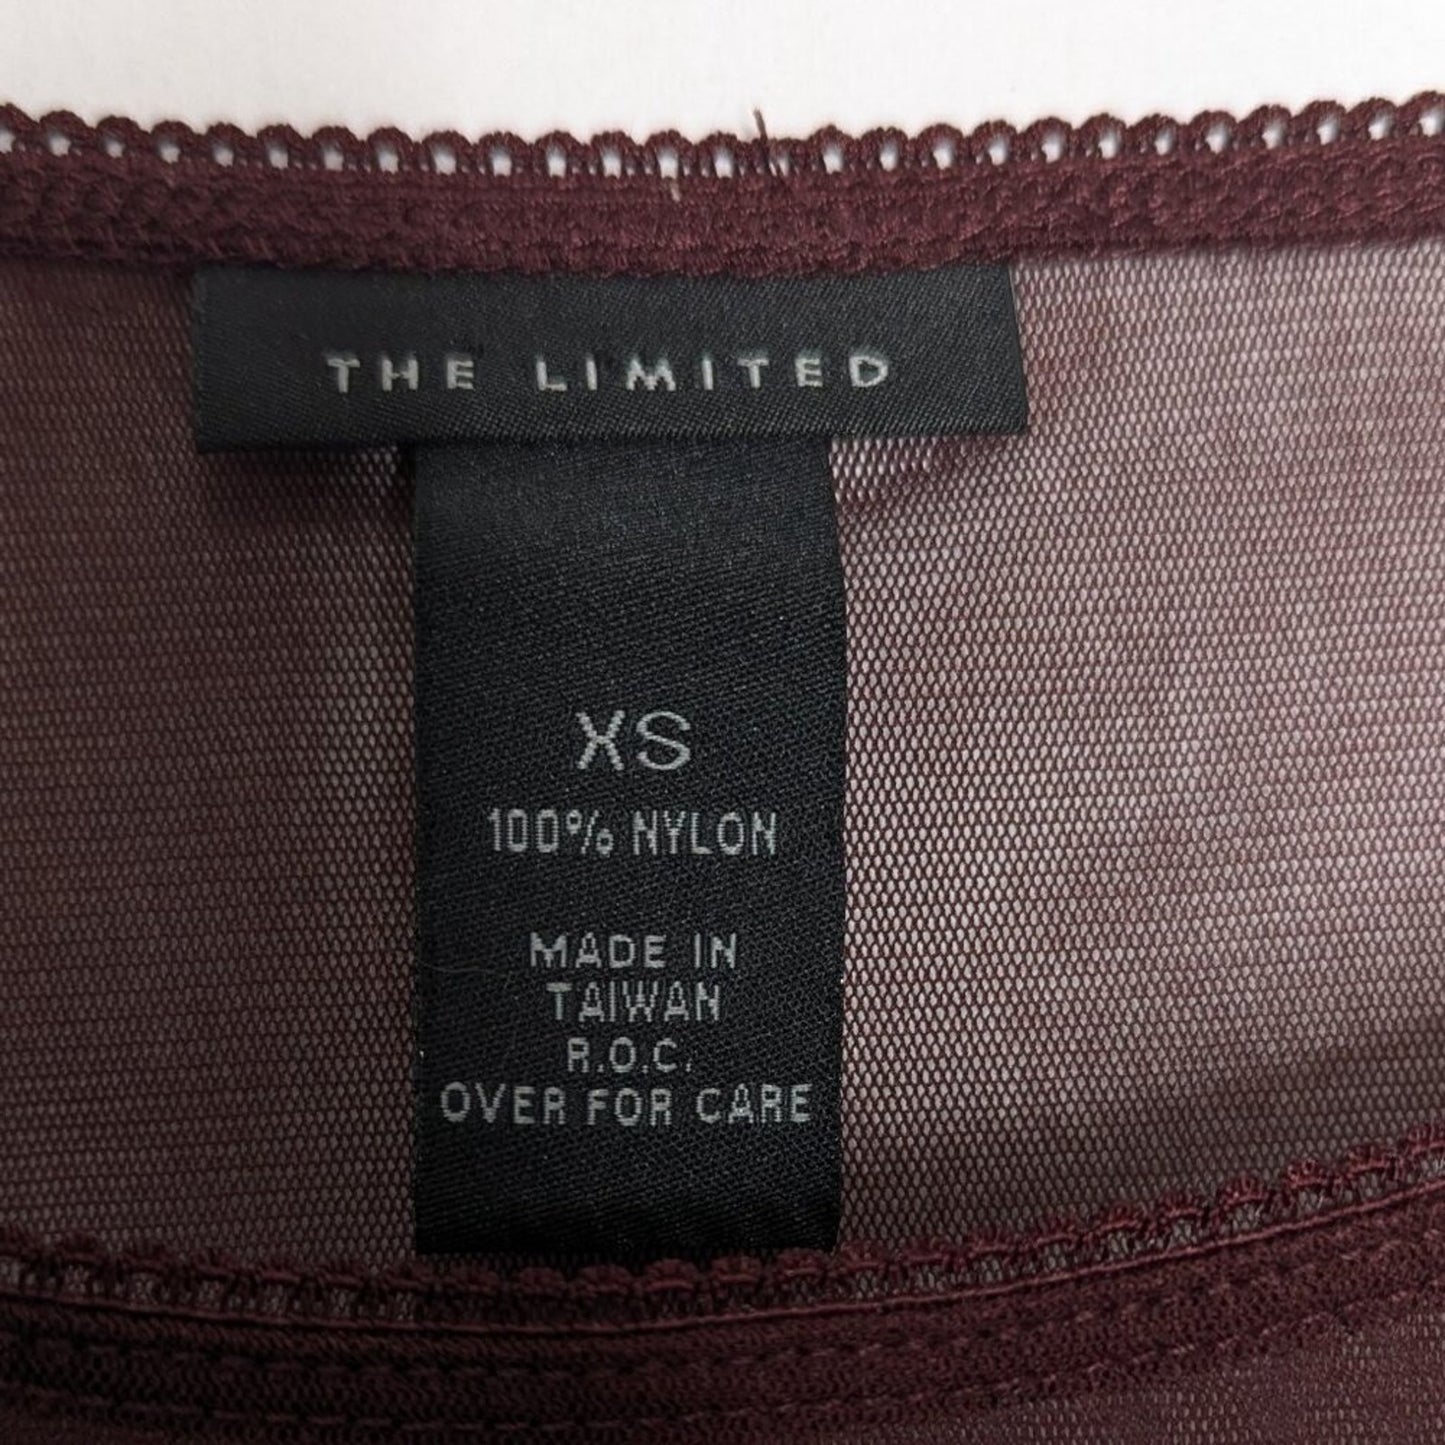 THE LIMITED
XS
100% NYLON
MADE IN
TAIWAN
R.O.C.
OVER FOR CARE